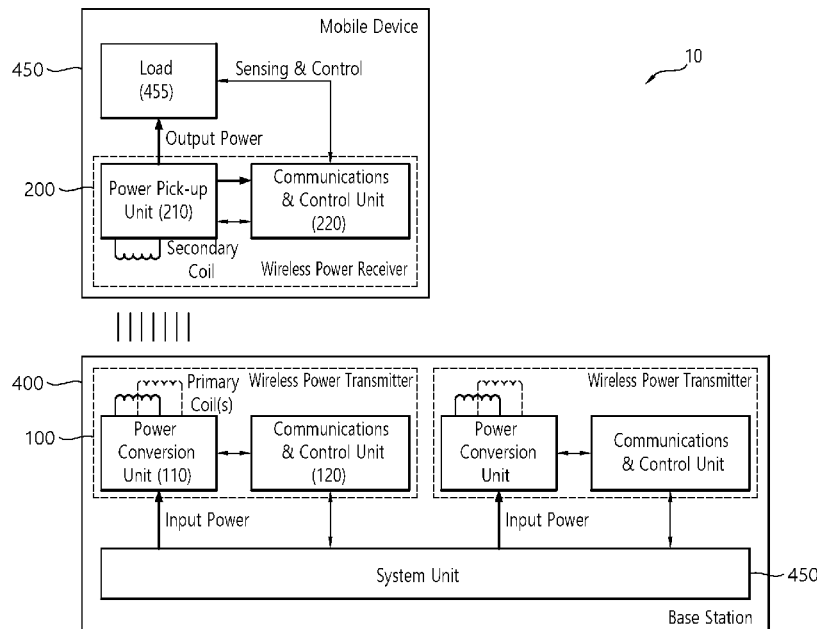 Mobile Device
10
450
Load
(455)
Sensing & Control
Output Power
200
Power Pick-up
Unit (210)
Communications
& Control Unit
(220)
Secondary
Coil
Wireless Power Receiver
400
Primary
Coil(s)
Wireless Power Transmitter
Wireless Power Transmitter
100
Power
Conversion
Unit (110)
Communications
& Control Unit
(120)
Power
Conversion
Unit
Communications
& Control Unit
Input Power
Input Power
System Unit
450
Base Station